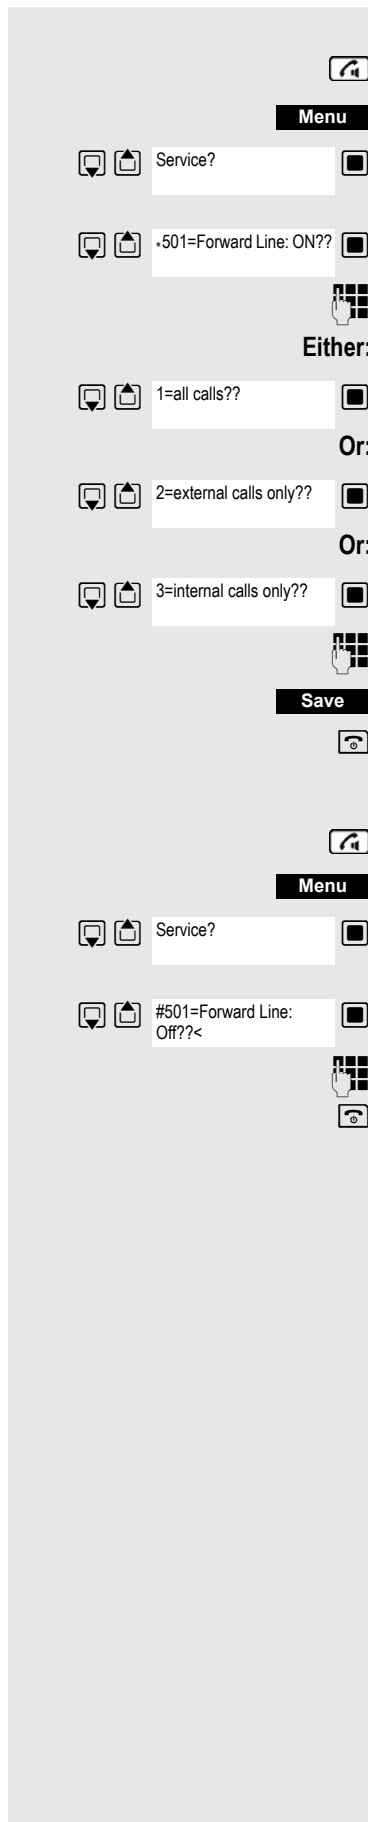 Menu
Service?
*501=Forward Line: ON??
Either:
1=all calls??
Or:
2=external calls only??
Or:
3=internal calls only??
Save
Menu
Service?
#501=Forward Line:
Off??<